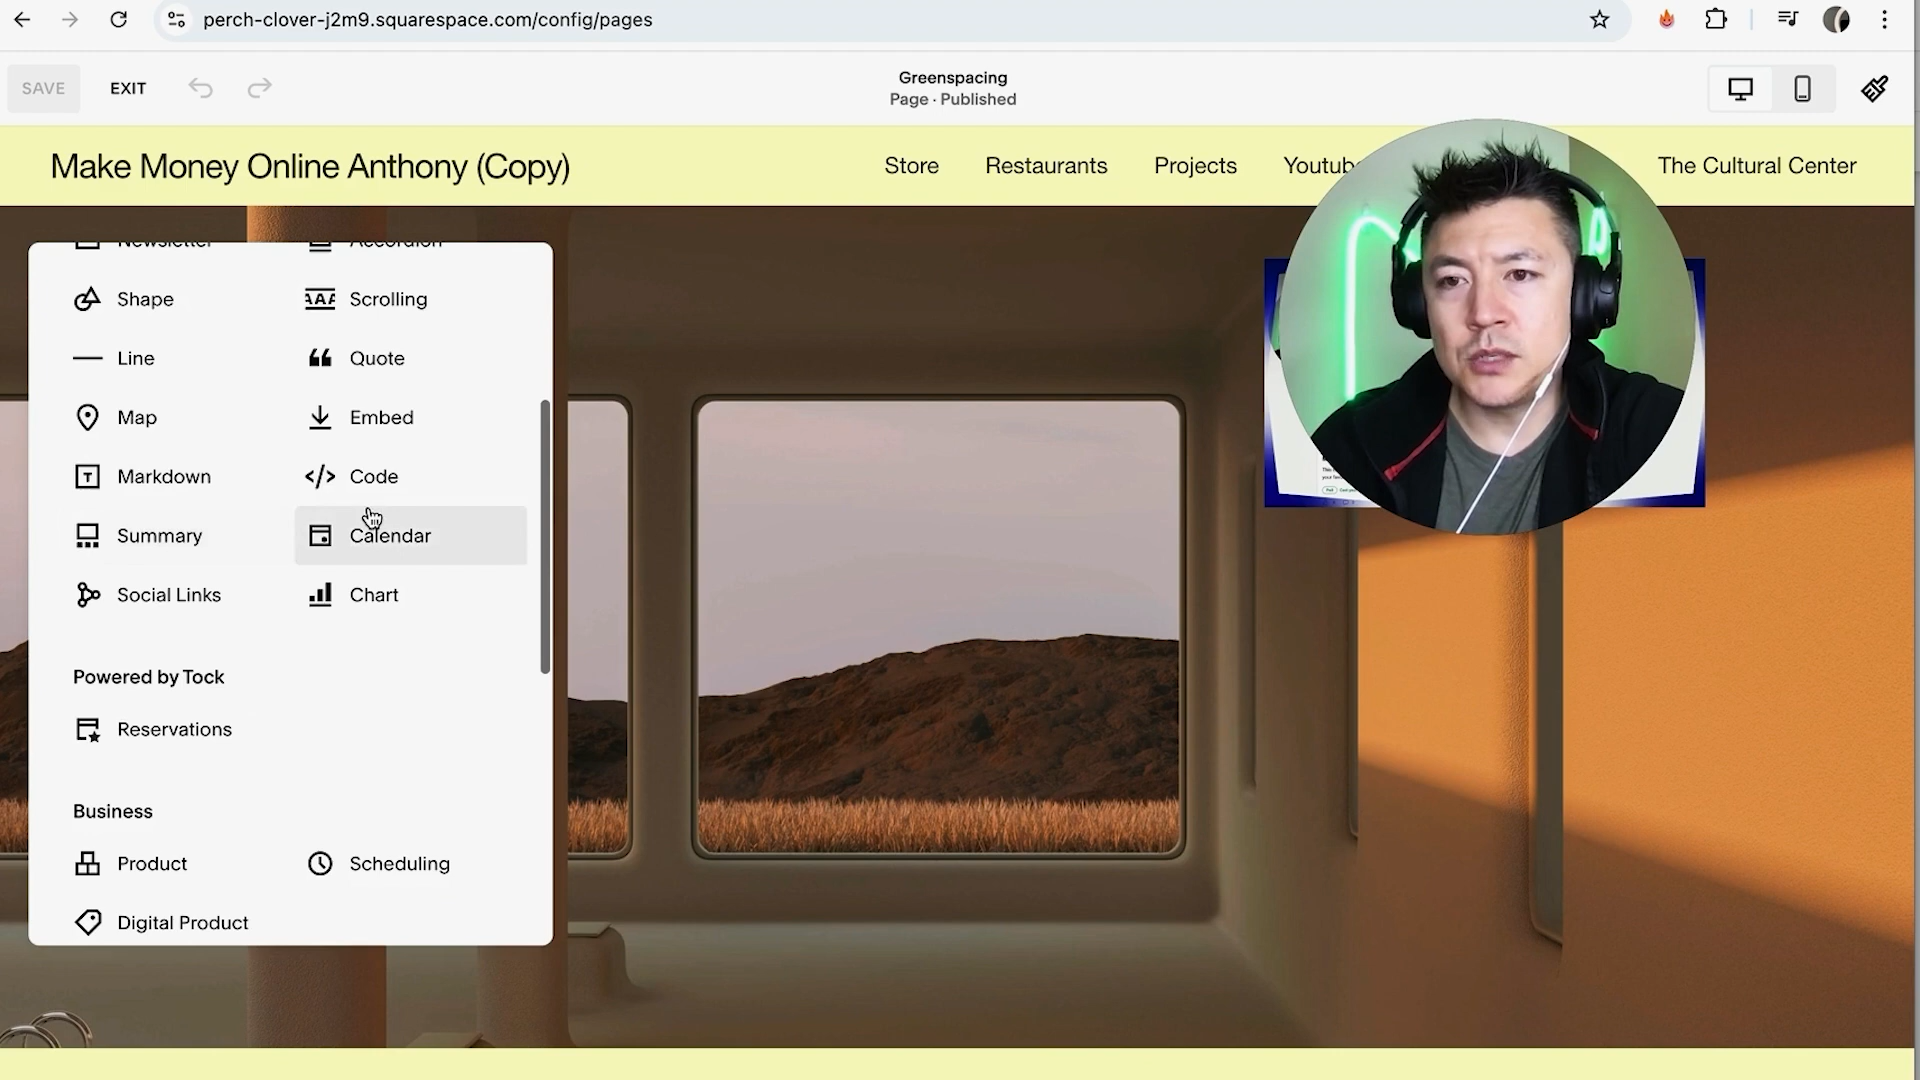 perch-clover-j2m9.squarespace.com/config/pages
SAVE
EXIT
Greenspacing
Page · Published
Make Money Online Anthony (Copy)
Store
Restaurants
Projects
The Cultural Center
Newsletter
Accordion
Shape
Scrolling
Line
Quote
Map
Embed
Markdown
Code
Summary
Calendar
Social Links
Chart
Powered by Tock
Reservations
Business
Product
Scheduling
Digital Product